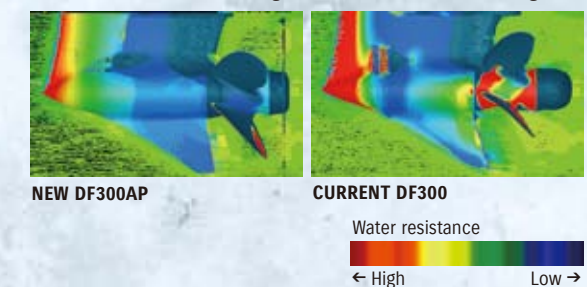 NEW DF300AP
CURRENT DF300
Water resistance
← High Low →